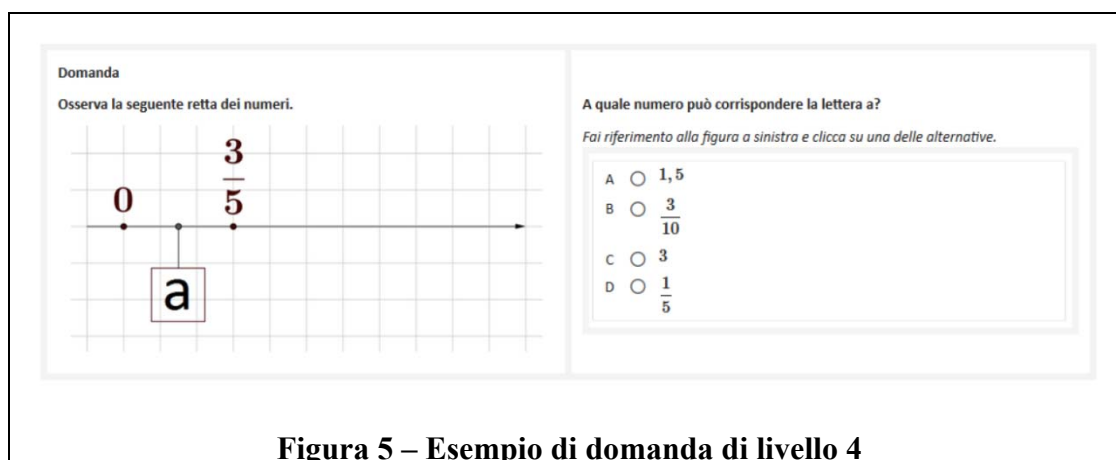 Domanda
Osserva la seguente retta dei numeri.
0
3
5
a
A quale numero può corrispondere la lettera a?
Fai riferimento alla figura a sinistra e clicca su una delle alternative.
A 1,5
B 3
10
C 3
D 1
5
Figura 5 – Esempio di domanda di livello 4